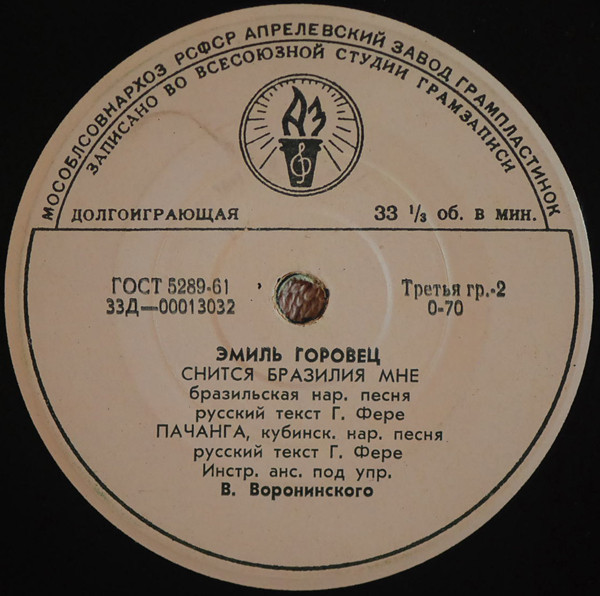 МОСОБЛСОВНАРХОЗ РСФСР АПРЕЛЕВСКИЙ ЗАВОД ГРАМПЛАСТИНОК
ЗАПИСАНО ВО ВСЕСОЮЗНОЙ СТУДИИ ГРАМЗАПИСИ
АЗ
ДОЛГОИГРАЮЩАЯ 33 ⅓ об. в мин.
ГОСТ 5289-61 Третья гр.-2
33Д—00013032 0-70
ЭМИЛЬ ГОРОВЕЦ
СНИТСЯ БРАЗИЛИЯ МНЕ
бразильская нар. песня
русский текст Г. Фере
ПАЧАНГА, кубинск. нар. песня
русский текст Г. Фере
Инстр. анс. под упр.
В. Воронинского